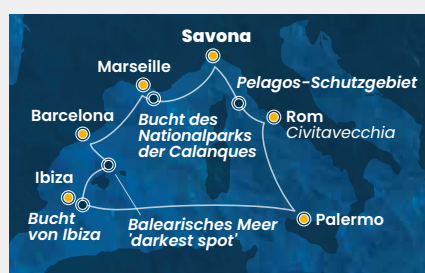 Savona
Marseille
Pelagos-Schutzgebiet
Barcelona
Bucht des
Nationalparks
der Calanques
Rom
Civitavecchia
Ibiza
Bucht
von Ibiza
Balearisches Meer
'darkest spot'
Palermo